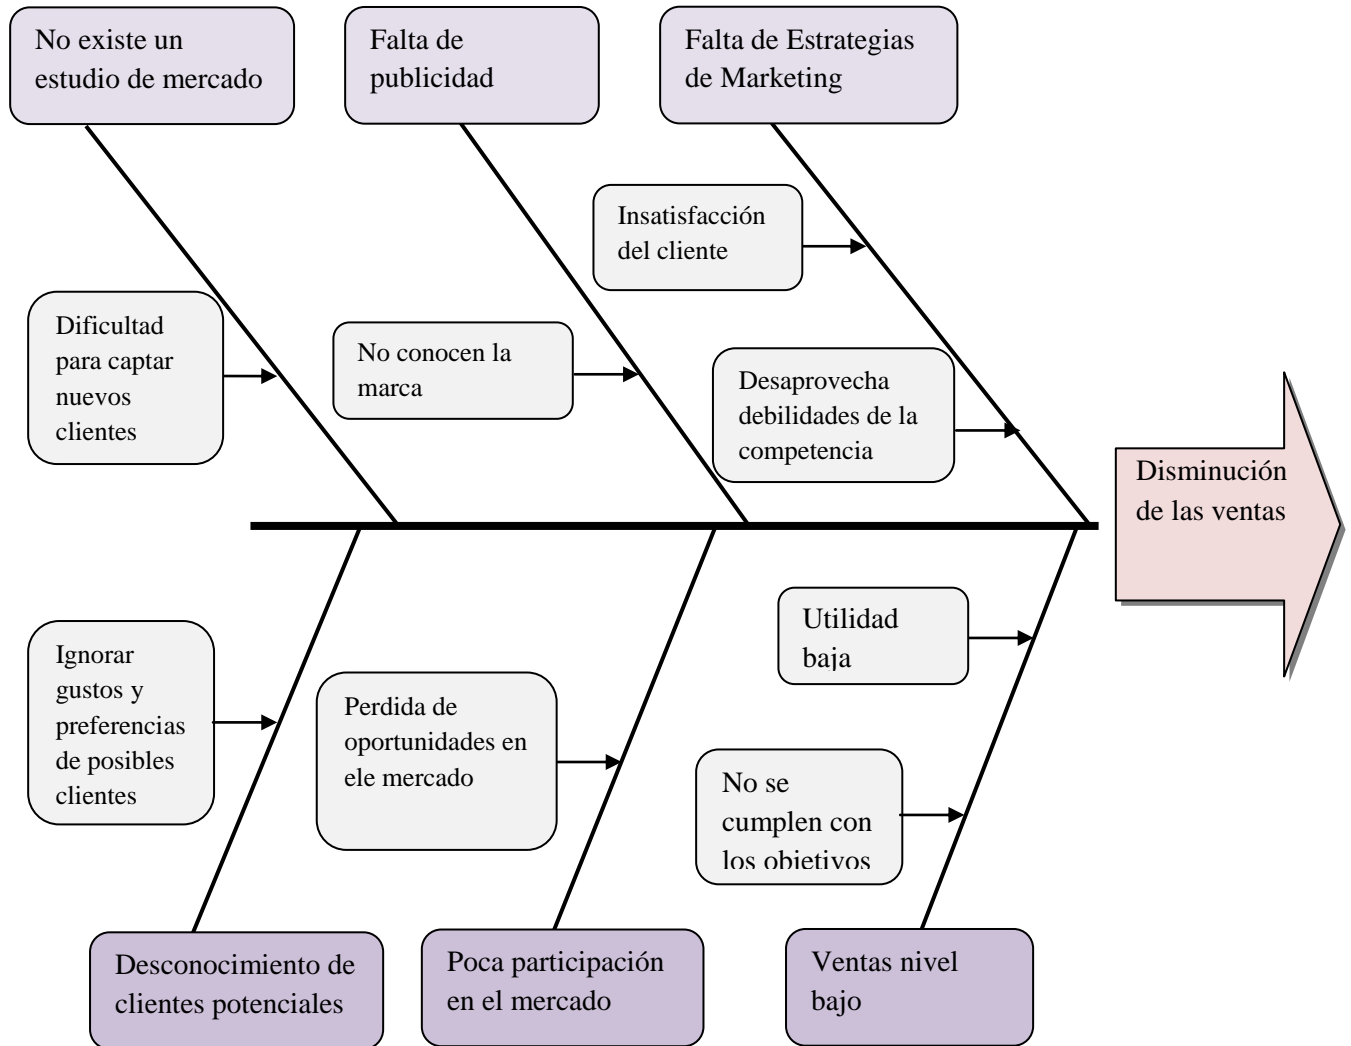 No existe un
estudio de mercado
Falta de
publicidad
Falta de Estrategias
de Marketing
Insatisfacción
del cliente
Dificultad
para captar
nuevos
clientes
No conocen la
marca
Desaprovecha
debilidades de la
competencia
Disminución
de las ventas
Ignorar
gustos y
preferencias
de posibles
clientes
Perdida de
oportunidades en
ele mercado
Utilidad
baja
No se
cumplen con
los objetivos
Desconocimiento de
clientes potenciales
Poca participación
en el mercado
Ventas nivel
bajo